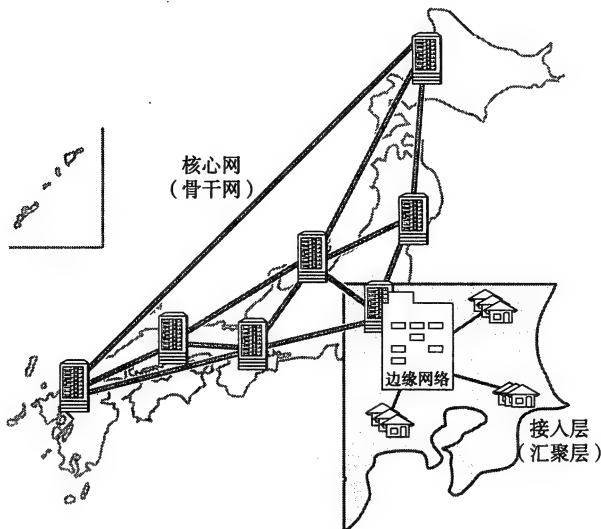 核心网
（骨干网）
边缘网络
接入层
（汇聚层）